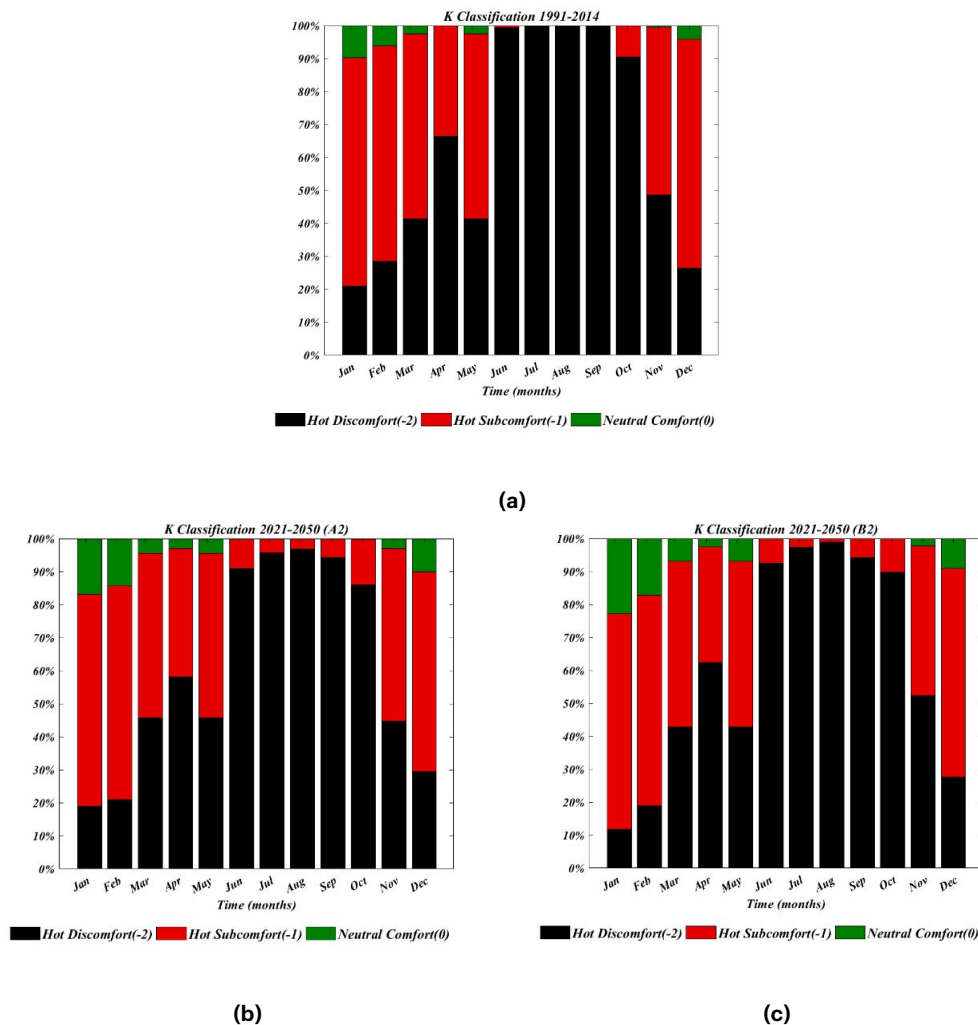 K Classification 1991-2014
100%
90%
80%
70%
60%
50%
40%
30%
20%
10%
0%
Jan Feb Mar Apr May Jun Jul Aug Sep Oct Nov Dec
Time (months)
Hot Discomfort(-2) Hot Subcomfort(-1) Neutral Comfort(0)
(a)
K Classification 2021-2050 (A2)
100%
90%
80%
70%
60%
50%
40%
30%
20%
10%
0%
Jan Feb Mar Apr May Jun Jul Aug Sep Oct Nov Dec
Time (months)
Hot Discomfort(-2) Hot Subcomfort(-1) Neutral Comfort(0)
(b)
K Classification 2021-2050 (B2)
100%
90%
80%
70%
60%
50%
40%
30%
20%
10%
0%
Jan Feb Mar Apr May Jun Jul Aug Sep Oct Nov Dec
Time (months)
Hot Discomfort(-2) Hot Subcomfort(-1) Neutral Comfort(0)
(c)